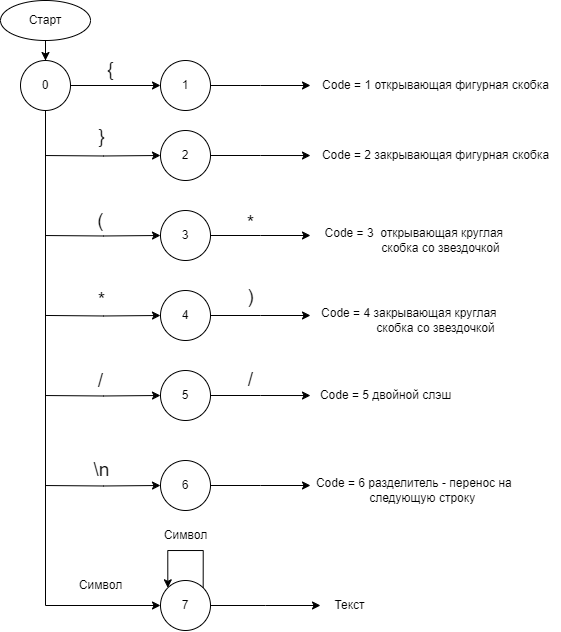 Старт
0
{
1
Code = 1 открывающая фигурная скобка
}
2
Code = 2 закрывающая фигурная скобка
(
3
*
Code = 3 открывающая круглая
скобка со звездочкой
*
4
)
Code = 4 закрывающая круглая
скобка со звездочкой
/
5
/
Code = 5 двойной слэш
\n
6
Code = 6 разделитель - перенос на
следующую строку
Символ
Символ
7
Текст